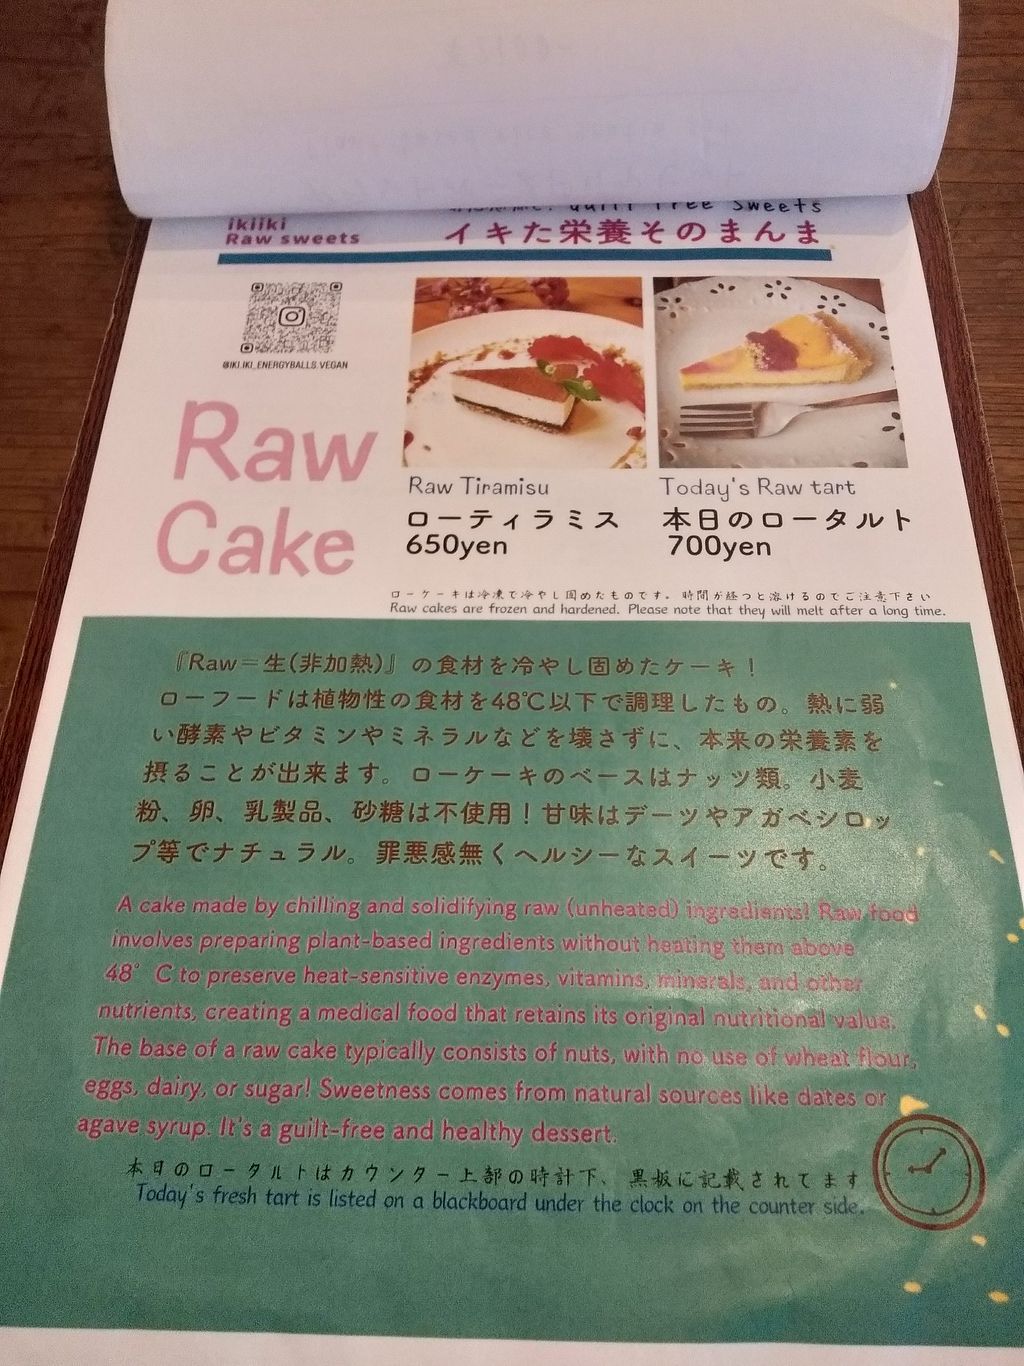 Guilt free Sweets
ikiiki
Raw sweets
イキた栄養そのまんま
@IKI.IKI_ENERGYBALLS.VEGAN
Raw
Cake
Raw Tiramisu
ローティラミス
650yen
Today's Raw tart
本日のロータルト
700yen
ローケーキは冷凍で冷やし固めたものです。時間が経つと溶けるのでご注意下さい
Raw cakes are frozen and hardened. Please note that they will melt after a long time.
『Raw＝生(非加熱)』の食材を冷やし固めたケーキ！
ローフードは植物性の食材を48℃以下で調理したもの。熱に弱
い酵素やビタミンやミネラルなどを壊さずに、本来の栄養素を
摂ることが出来ます。ローケーキのベースはナッツ類。小麦
粉、卵、乳製品、砂糖は不使用！甘味はデーツやアガベシロッ
プ等でナチュラル。罪悪感無くヘルシーなスイーツです。
A cake made by chilling and solidifying raw (unheated) ingredients! Raw food
involves preparing plant-based ingredients without heating them above
48° C to preserve heat-sensitive enzymes, vitamins, minerals, and other
nutrients, creating a medical food that retains its original nutritional value.
The base of a raw cake typically consists of nuts, with no use of wheat flour,
eggs, dairy, or sugar! Sweetness comes from natural sources like dates or
agave syrup. It's a guilt-free and healthy dessert.
本日のロータルトはカウンター上部の時計下、黒板に記載されてます
Today's fresh tart is listed on a blackboard under the clock on the counter side.